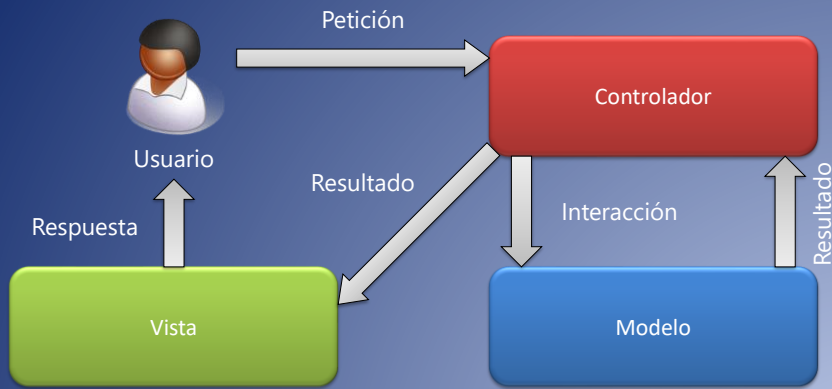 Petición
Controlador
Usuario
Resultado
Interacción
Resultado
Respuesta
Vista
Modelo